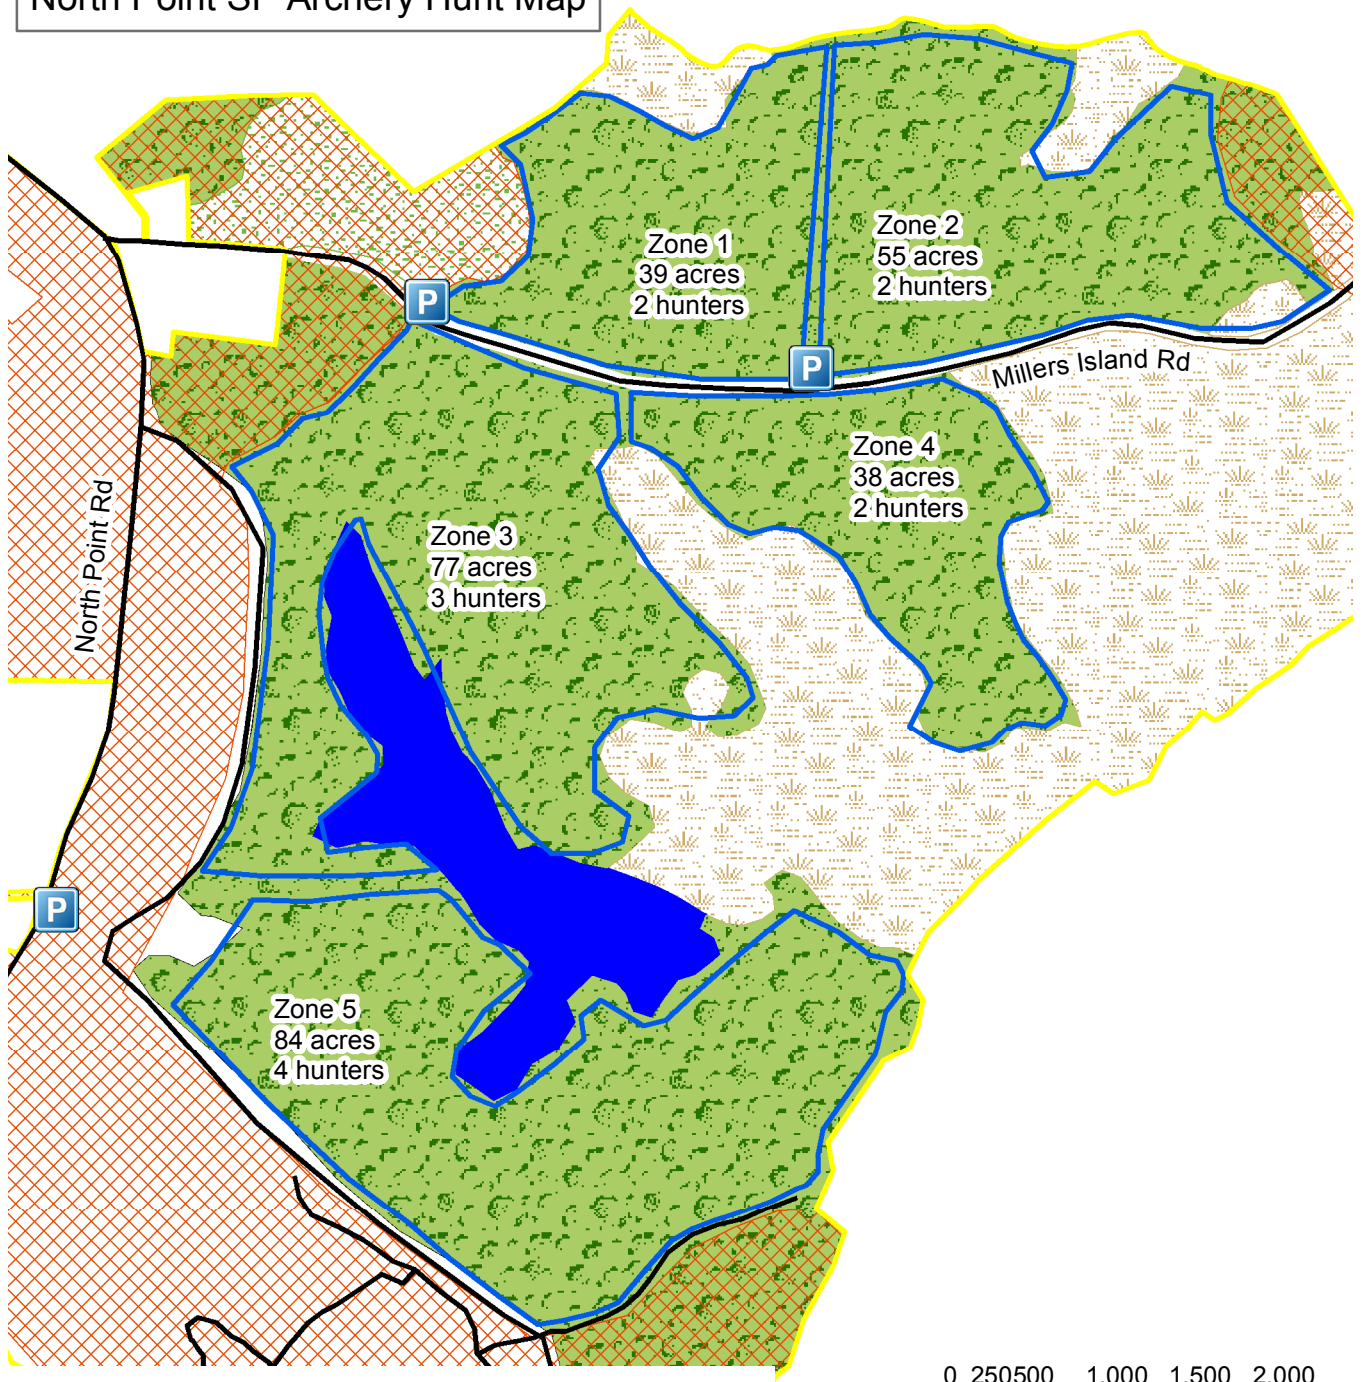 North Point SP Archery Hunt Map
Zone 1
39 acres
2 hunters
Zone 2
55 acres
2 hunters
P
P
Millers Island Rd
Zone 4
38 acres
2 hunters
North Point Rd
Zone 3
77 acres
3 hunters
P
Zone 5
84 acres
4 hunters
0 250500 1,000 1,500 2,000